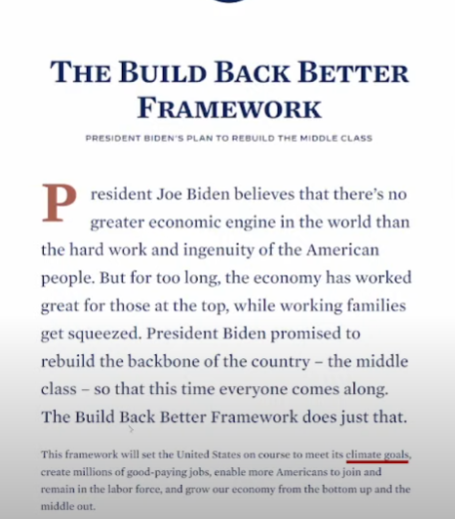 THE BUILD BACK BETTER
FRAMEWORK
PRESIDENT BIDEN'S PLAN TO REBUILD THE MIDDLE CLASS
President Joe Biden believes that there's no
greater economic engine in the world than
the hard work and ingenuity of the American
people. But for too long, the economy has worked
great for those at the top, while working families
get squeezed. President Biden promised to
rebuild the backbone of the country – the middle
class – so that this time everyone comes along.
The Build Back Better Framework does just that.
This framework will set the United States on course to meet its climate goals,
create millions of good-paying jobs, enable more Americans to join and
remain in the labor force, and grow our economy from the bottom up and the
middle out.